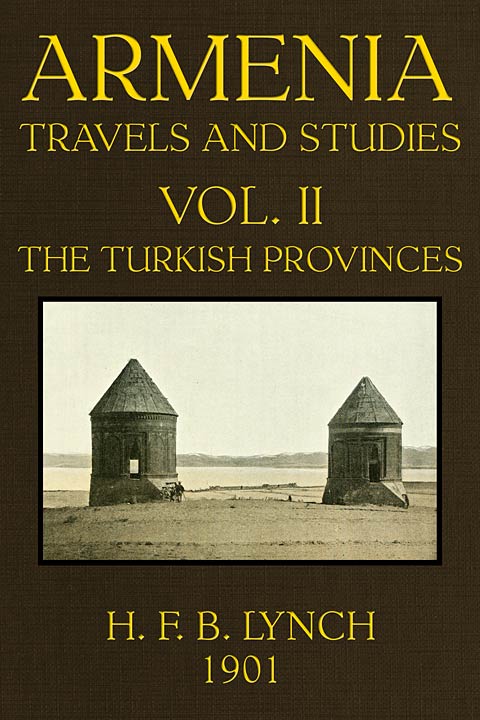 ARMENIA
TRAVELS AND STUDIES
VOL. II
THE TURKISH PROVINCES
H. F. B. LYNCH
1901